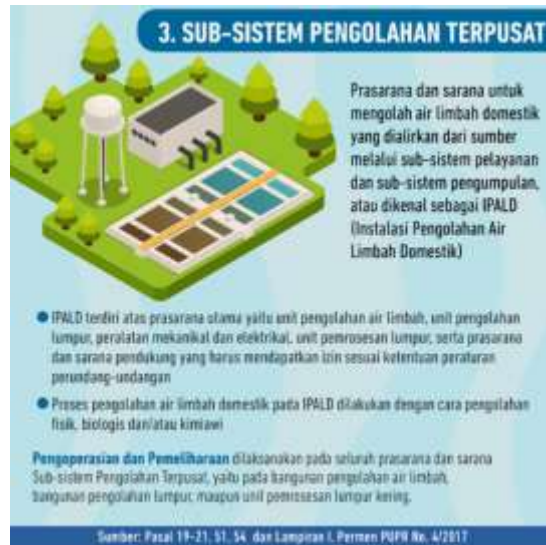 3. SUB-SISTEM PENGOLAHAN TERPUSAT
Prasarana dan sarana untuk
mengolah air limbah domestik
yang dialirkan dari sumber
melalui sub-sistem pelayanan
dan sub-sistem pengumpulan,
atau dikenal sebagai IPALD
(Instalasi Pengolahan Air
Limbah Domestik)
IPALD terdiri atas prasarana utama yaitu unit pengolahan air limbah, unit pengolahan
lumpur, peralatan mekanikal dan elektrikal, unit pemrosesan lumpur, serta prasarana
dan sarana pendukung yang harus mendapatkan izin sesuai ketentuan peraturan
perundang-undangan
Proses pengolahan air limbah domestik pada IPALD dilakukan dengan cara pengolahan
fisik, biologis dan/atau kimiawi
Pengoperasian dan Pemeliharaan dilaksanakan pada seluruh prasarana dan sarana
Sub-sistem Pengolahan Terpusat, yaitu pada bangunan pengolahan air limbah,
bangunan pengolahan lumpur, maupun unit pemrosesan lumpur kering.
Sumber: Pasal 19-21, 51, 54 dan Lampiran I, Permen PUPR No. 4/2017